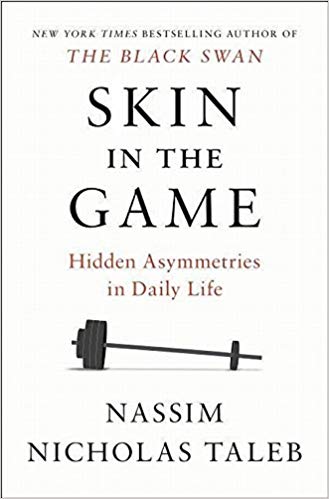 NEW YORK TIMES BESTSELLING AUTHOR OF
THE BLACK SWAN
SKIN
IN THE
GAME
Hidden Asymmetries
in Daily Life
NASSIM
NICHOLAS TALEB